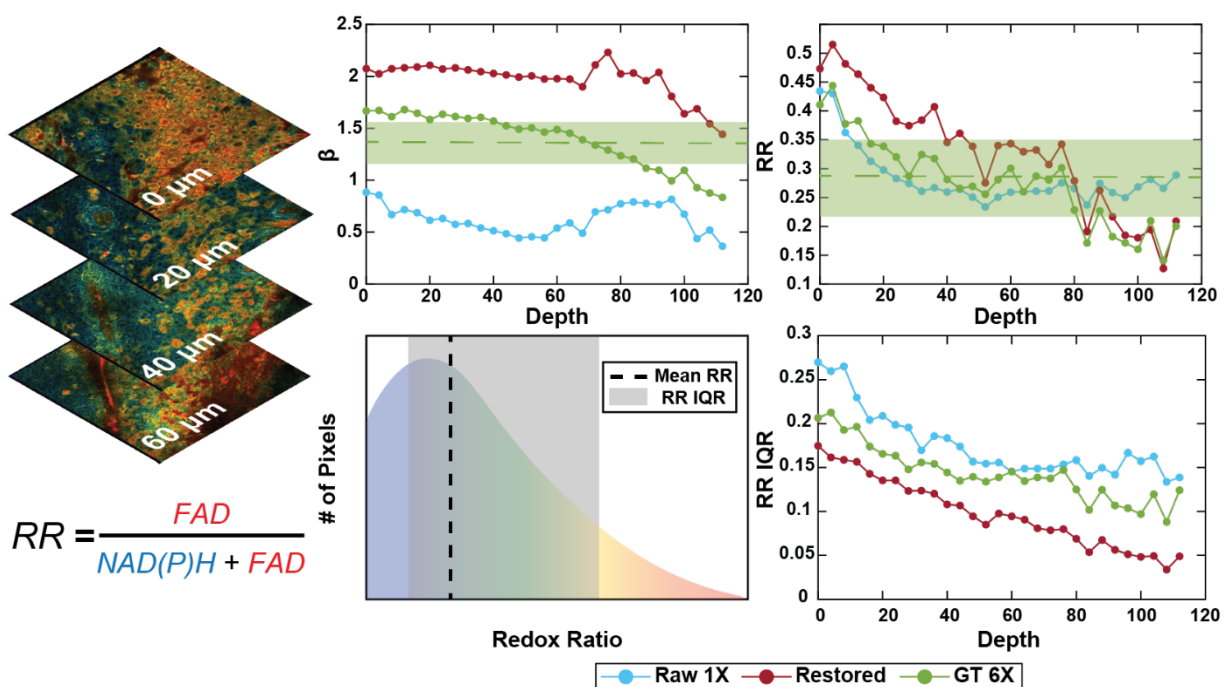 0 µm
20 µm
40 µm
60 µm
RR = FAD
NAD(P)H + FAD
2.5
2
1.5
1
0.5
0
β
0 20 40 60 80 100 120
Depth
0.5
0.45
0.4
0.35
0.3
0.25
0.2
0.15
0.1
RR
0 20 40 60 80 100 120
Depth
# of Pixels
Mean RR
RR IQR
Redox Ratio
0.3
0.25
0.2
0.15
0.1
0.05
0
RR IQR
0 20 40 60 80 100 120
Depth
Raw 1X Restored GT 6X